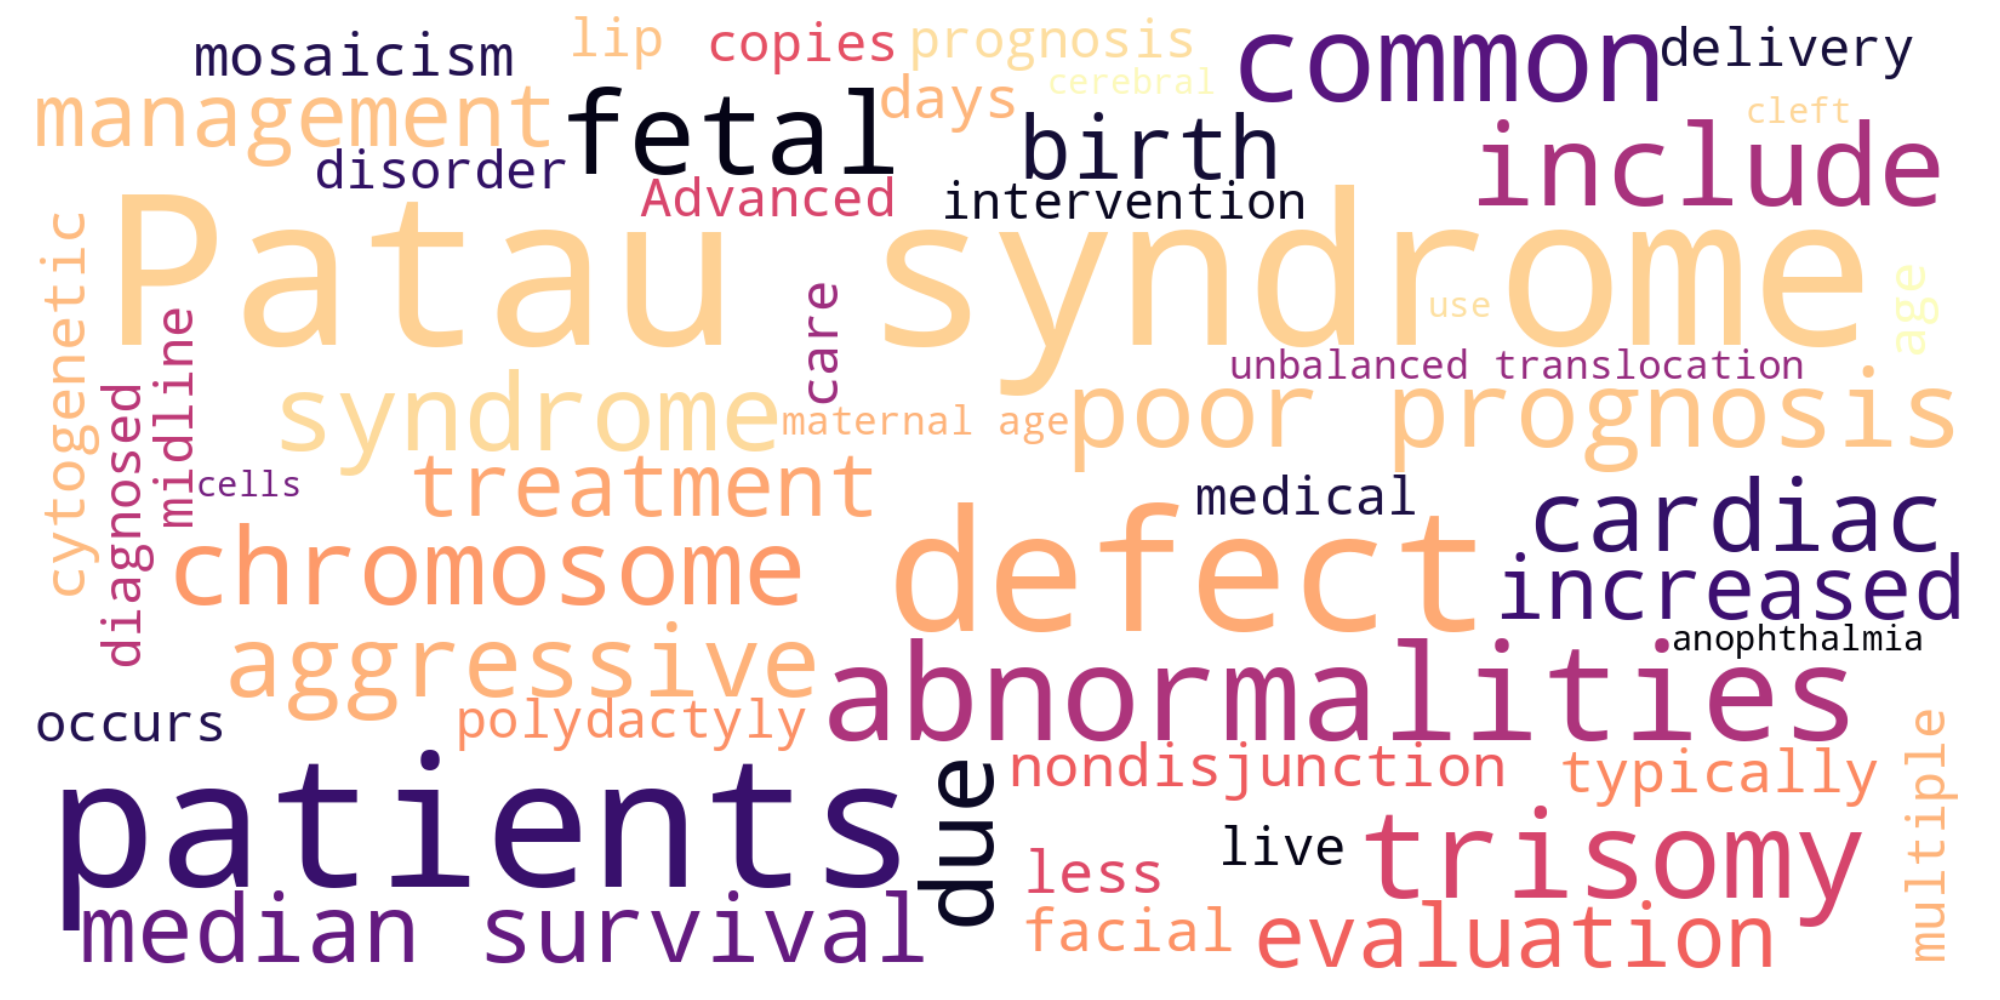 mosaicism
lip
copies
prognosis
common
delivery
management
fetal
days
cerebral
cleft
disorder
birth
include
Advanced
intervention
Patau syndrome
cytogenetic
midline
care
use
age
diagnosed
syndrome
maternal age
unbalanced translocation
poor prognosis
cells
treatment
medical
cardiac
chromosome
defect
increased
anophthalmia
aggressive
abnormalities
occurs
polydactyly
multiple
patients
due
nondisjunction
typically
less
live
trisomy
median survival
facial
evaluation